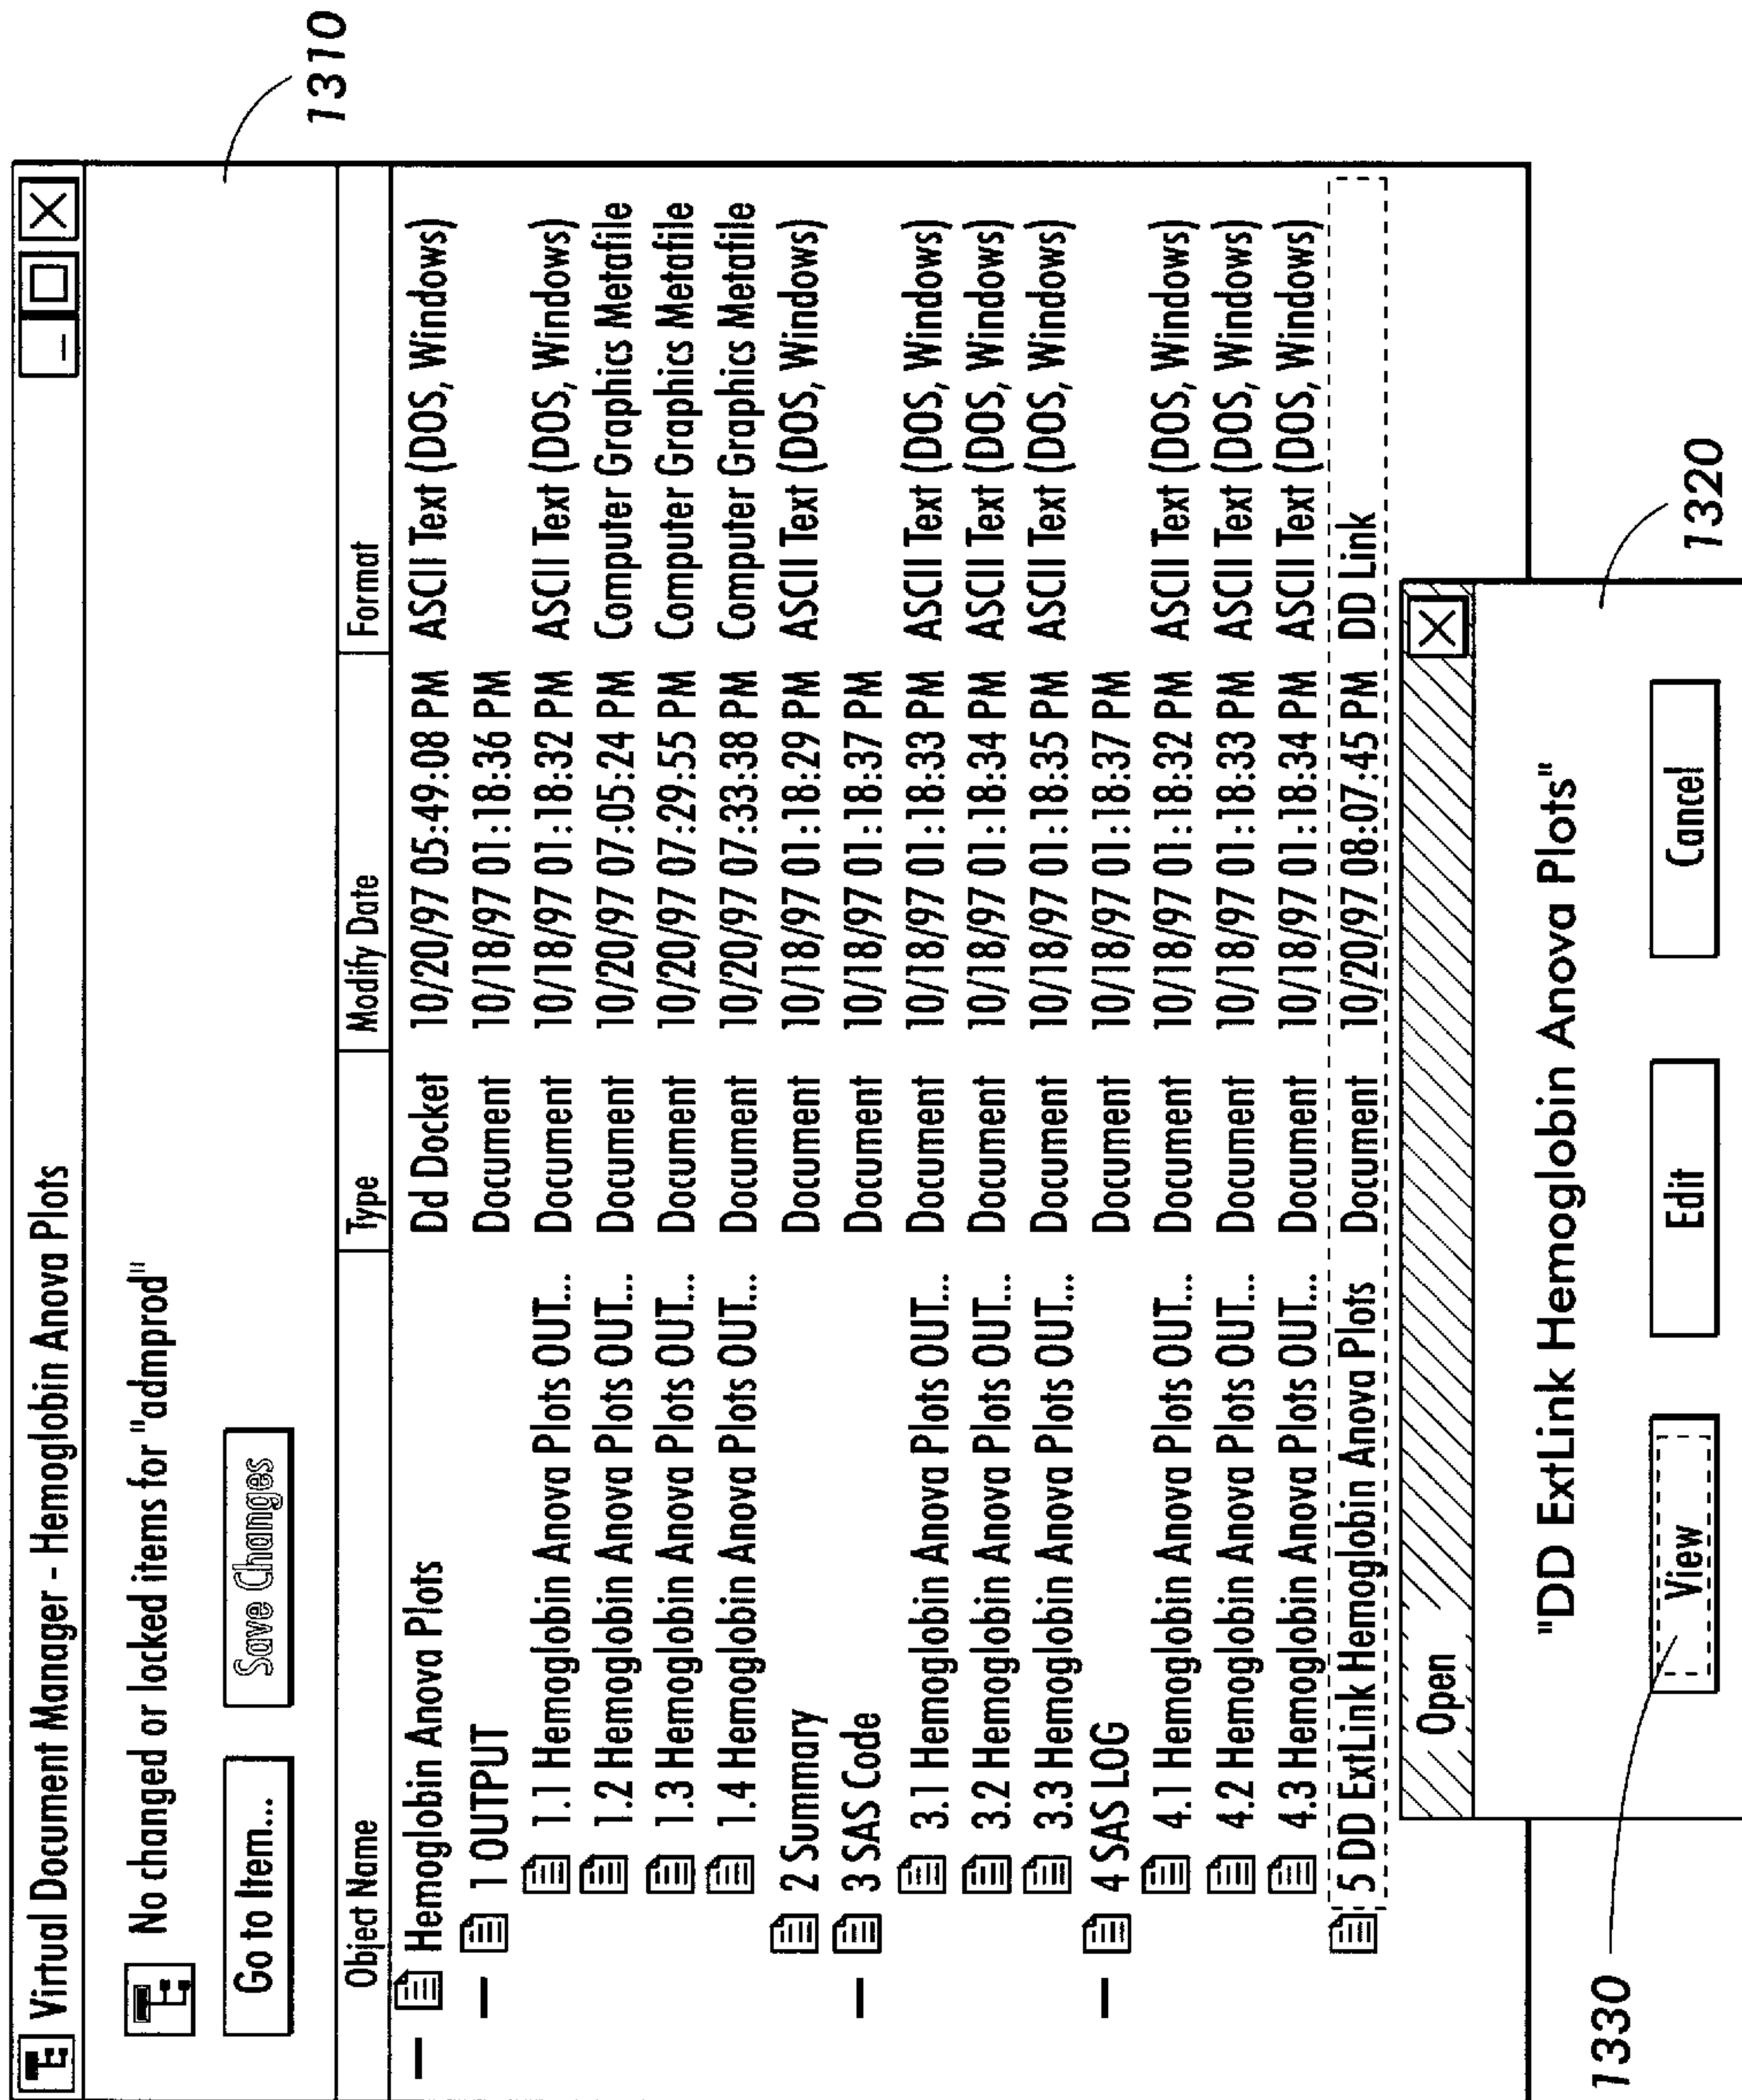 Virtual Document Manager - Hemoglobin Anova Plots
1310
No changed or locked items for "admprod"
Go to Item... Save Changes
Object Name Type Modify Date Format
Hemoglobin Anova Plots Dd Docket 10/20/97 05:49:08 PM ASCII Text (DOS, Windows)
1 OUTPUT Document 10/18/97 01:18:36 PM
1.1 Hemoglobin Anova Plots OUT... Document 10/18/97 01:18:32 PM ASCII Text (DOS, Windows)
1.2 Hemoglobin Anova Plots OUT... Document 10/20/97 07:05:24 PM Computer Graphics Metafile
1.3 Hemoglobin Anova Plots OUT... Document 10/20/97 07:29:55 PM Computer Graphics Metafile
1.4 Hemoglobin Anova Plots OUT... Document 10/20/97 07:33:38 PM Computer Graphics Metafile
2 Summary Document 10/18/97 01:18:29 PM ASCII Text (DOS, Windows)
3 SAS Code Document 10/18/97 01:18:37 PM
3.1 Hemoglobin Anova Plots OUT... Document 10/18/97 01:18:33 PM ASCII Text (DOS, Windows)
3.2 Hemoglobin Anova Plots OUT... Document 10/18/97 01:18:34 PM ASCII Text (DOS, Windows)
3.3 Hemoglobin Anova Plots OUT... Document 10/18/97 01:18:35 PM ASCII Text (DOS, Windows)
4 SAS LOG Document 10/18/97 01:18:37 PM
4.1 Hemoglobin Anova Plots OUT... Document 10/18/97 01:18:32 PM ASCII Text (DOS, Windows)
4.2 Hemoglobin Anova Plots OUT... Document 10/18/97 01:18:33 PM ASCII Text (DOS, Windows)
4.3 Hemoglobin Anova Plots OUT... Document 10/18/97 01:18:34 PM ASCII Text (DOS, Windows)
5 DD ExtLink Hemoglobin Anova Plots Document 10/20/97 08:07:45 PM DD Link
Open
"DD ExtLink Hemoglobin Anova Plots"
View Edit Cancel
1320
1330